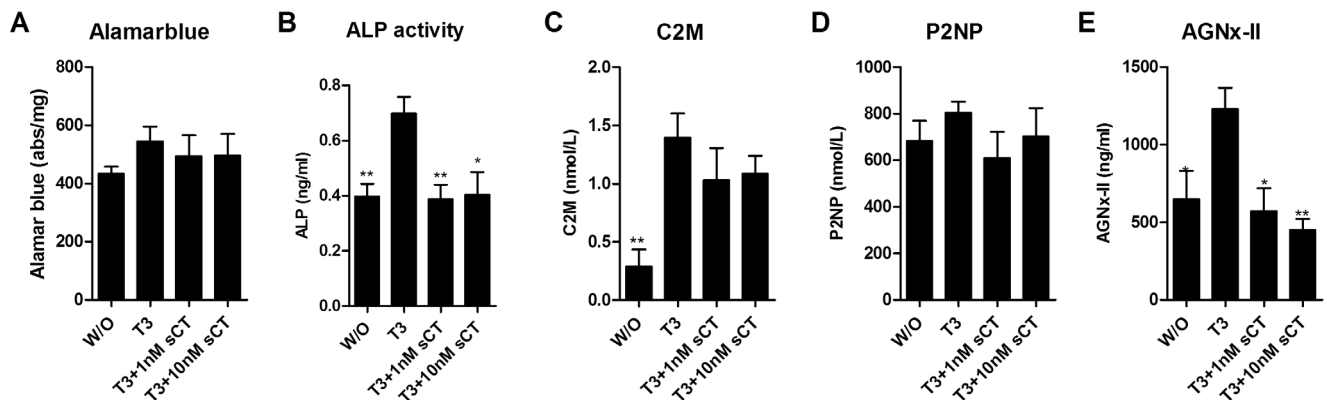 A
Alamarblue
Alamar blue (abs/mg)
800
600
400
200
0
W/O
T3
T3+1nM sCT
T3+10nM sCT
B
ALP activity
ALP (ng/ml)
0.8
0.6
0.4
0.2
0.0
**
**
*
W/O
T3
T3+1nM sCT
T3+10nM sCT
C
C2M
C2M (nmol/L)
2.0
1.5
1.0
0.5
0.0
**
W/O
T3
T3+1nM sCT
T3+10nM sCT
D
P2NP
P2NP (nmol/L)
1000
800
600
400
200
0
W/O
T3
T3+1nM sCT
T3+10nM sCT
E
AGNx-II
AGNx-II (ng/ml)
1500
1000
500
0
*
*
**
W/O
T3
T3+1nM sCT
T3+10nM sCT